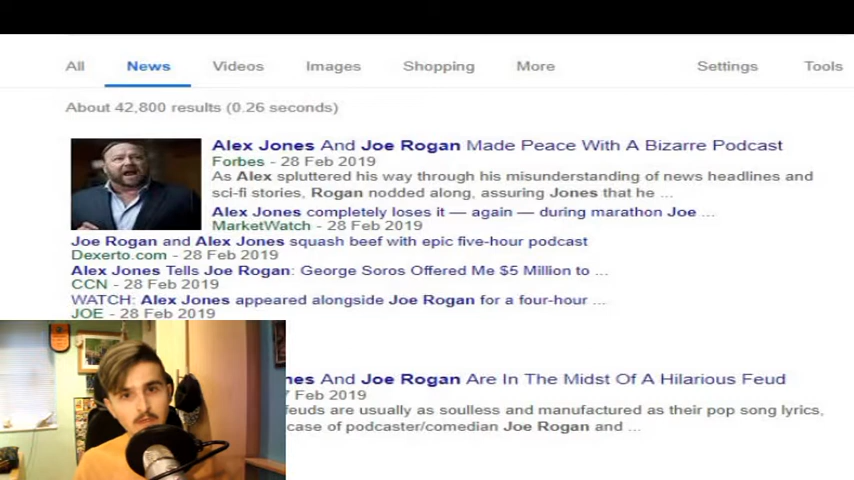 All News Videos Images Shopping More Settings Tools
About 42,800 results (0.26 seconds)
Alex Jones And Joe Rogan Made Peace With A Bizarre Podcast
Forbes - 28 Feb 2019
As Alex spluttered his way through his misunderstanding of news headlines and
sci-fi stories, Rogan nodded along, assuring Jones that he ...
Alex Jones completely loses it — again — during marathon Joe ...
MarketWatch - 28 Feb 2019
Joe Rogan and Alex Jones squash beef with epic five-hour podcast
Dexerto.com - 28 Feb 2019
Alex Jones Tells Joe Rogan: George Soros Offered Me $5 Million to ...
CCN - 28 Feb 2019
WATCH: Alex Jones appeared alongside Joe Rogan for a four-hour ...
JOE - 28 Feb 2019
And Joe Rogan Are In The Midst Of A Hilarious Feud
Feb 2019
feuds are usually as soulless and manufactured as their pop song lyrics,
case of podcaster/comedian Joe Rogan and ...